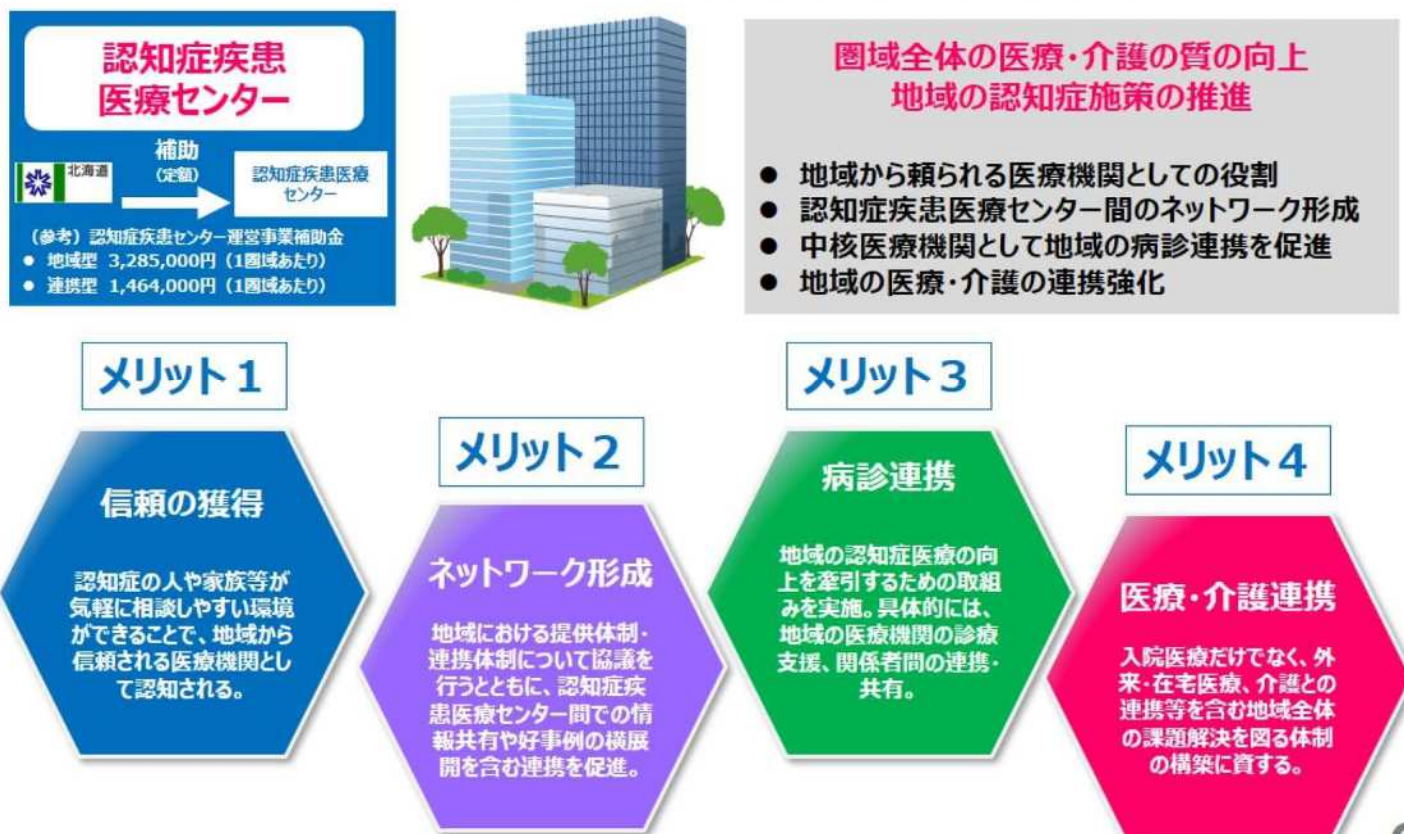 認知症疾患
医療センター
北海道
補助
(定額)
認知症疾患医療
センター
(参考)認知症疾患センター運営事業補助金
● 地域型 3,285,000円(1圏域あたり)
● 連携型 1,464,000円(1圏域あたり)
圏域全体の医療・介護の質の向上
地域の認知症施策の推進
● 地域から頼られる医療機関としての役割
● 認知症疾患医療センター間のネットワーク形成
● 中核医療機関として地域の病診連携を促進
● 地域の医療・介護の連携強化
メリット1
信頼の獲得
認知症の人や家族等が
気軽に相談しやすい環境
ができることで、地域から
信頼される医療機関とし
て認知される。
メリット2
ネットワーク形成
地域における提供体制・
連携体制について協議を
行うとともに、認知症疾
患医療センター間での情
報共有や好事例の横展
開を含む連携を促進。
メリット3
病診連携
地域の認知症医療の向
上を牽引するための取組
みを実施。具体的には、
地域の医療機関の診療
支援、関係者間の連携・
共有。
メリット4
医療・介護連携
入院医療だけでなく、外
来・在宅医療、介護との
連携等を含む地域全体
の課題解決を図る体制
の構築に資する。